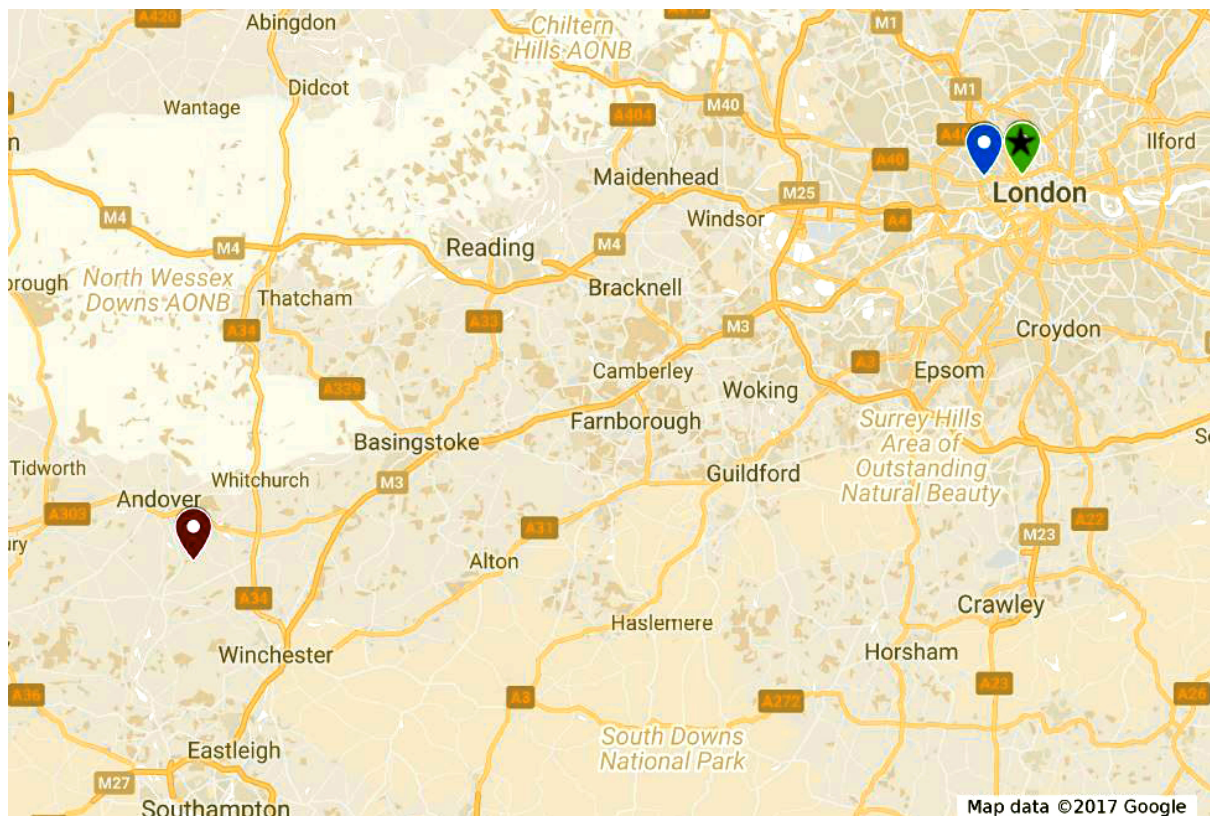 A420
Abingdon
Chiltern
Hills AONB
M1
Didcot
Wantage
M40
M1
A404
Ilford
A40
Maidenhead
M25
London
M4
Windsor
A4
M4
Reading
M4
North Wessex
Downs AONB
Thatcham
Bracknell
A34
A33
M3
Croydon
A339
Camberley
A3
Epsom
Woking
Farnborough
Surrey Hills
Area of
Outstanding
Natural Beauty
Basingstoke
Tidworth
Whitchurch
M3
Guildford
Andover
A303
A31
A22
M23
Alton
A34
Crawley
Haslemere
Winchester
Horsham
A36
A3
A272
A23
A26
Eastleigh
South Downs
National Park
M27
Southampton
Map data ©2017 Google